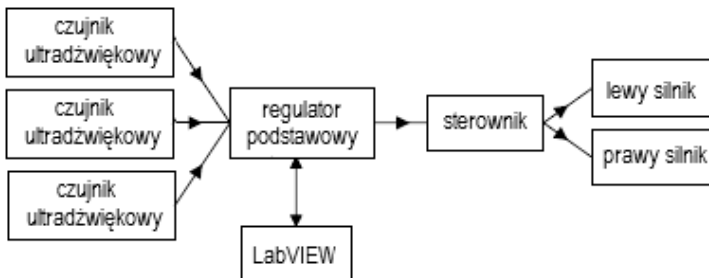 czujnik
ultradźwiękowy
czujnik
ultradźwiękowy
czujnik
ultradźwiękowy
regulator
podstawowy
LabVIEW
sterownik
lewy silnik
prawy silnik